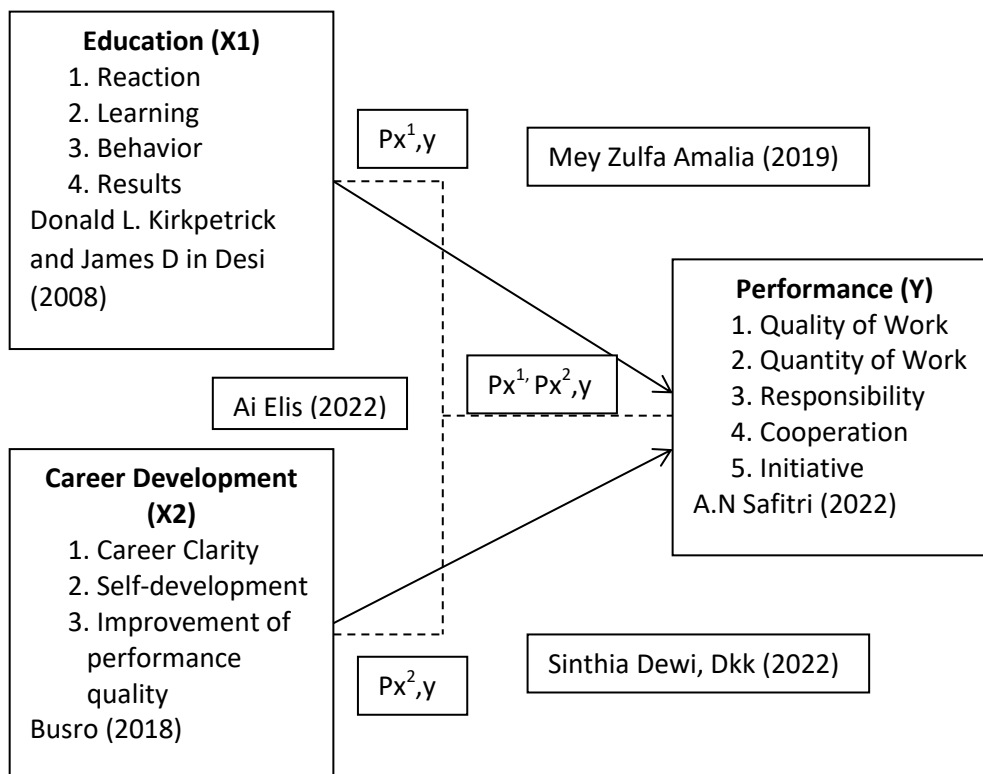 Education (X1)
1. Reaction
2. Learning
3. Behavior
4. Results
Donald L. Kirkpetrick
and James D in Desi
(2008)
Px¹,y
Mey Zulfa Amalia (2019)
Performance (Y)
1. Quality of Work
2. Quantity of Work
3. Responsibility
4. Cooperation
5. Initiative
A.N Safitri (2022)
Px¹, Px²,y
Ai Elis (2022)
Career Development
(X2)
1. Career Clarity
2. Self-development
3. Improvement of
performance
quality
Busro (2018)
Px²,y
Sinthia Dewi, Dkk (2022)